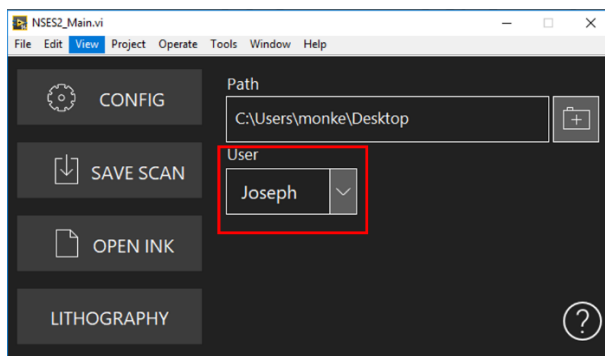 NSES2_Main.vi
File Edit View Project Operate Tools Window Help
CONFIG
Path
C:\Users\monke\Desktop
SAVE SCAN
User
Joseph
OPEN INK
LITHOGRAPHY
?